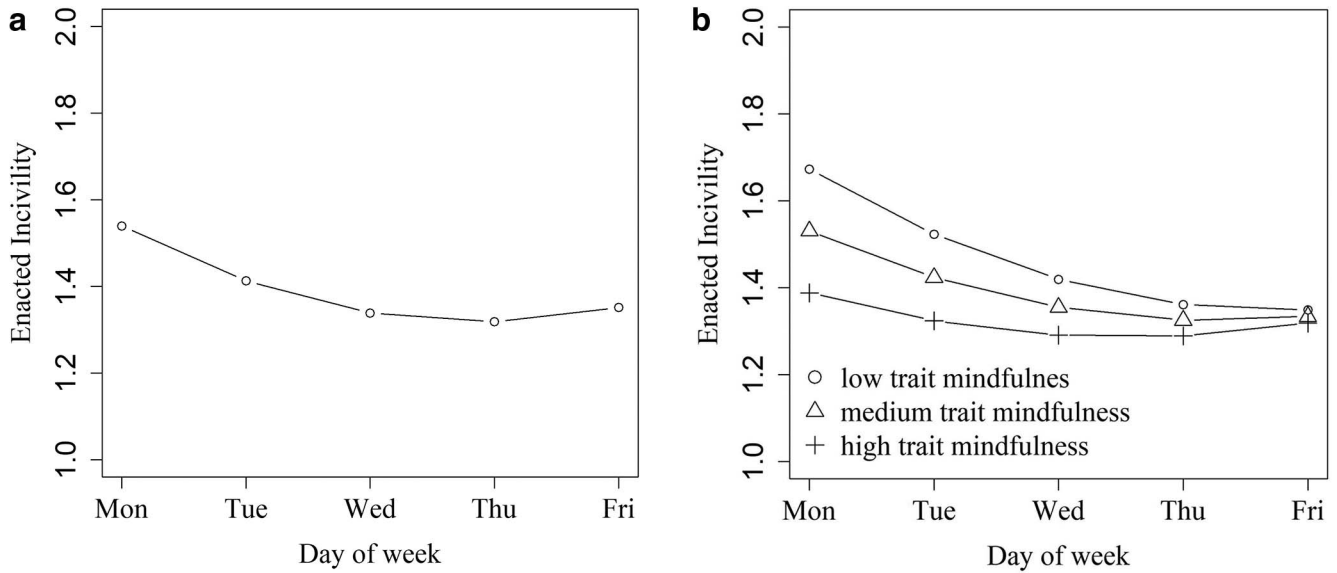 a
2.0
1.8
1.6
1.4
1.2
1.0
Enacted Incivility
Mon Tue Wed Thu Fri
Day of week
b
2.0
1.8
1.6
1.4
1.2
1.0
Enacted Incivility
low trait mindfulnes
medium trait mindfulness
high trait mindfulness
Mon Tue Wed Thu Fri
Day of week